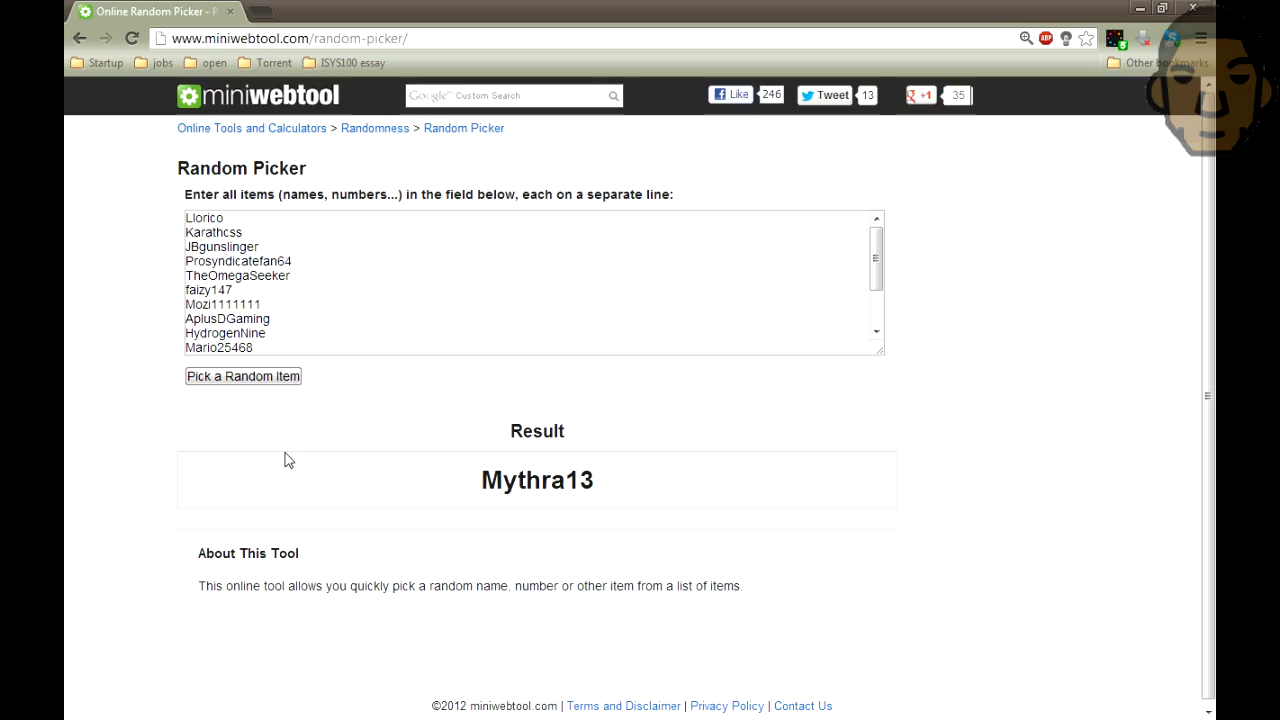 Online Random Picker - P
www.miniwebtool.com/random-picker/
ABP
Startup jobs open Torrent ISYS100 essay Other bookmarks
miniwebtool Google™ Custom Search Like 246 Tweet 13 g +1 35
Online Tools and Calculators > Randomness > Random Picker
Random Picker
Enter all items (names, numbers...) in the field below, each on a separate line:
Llorico
Karathcss
JBgunslinger
Prosyndicatefan64
TheOmegaSeeker
faizy147
Mozi1111111
AplusDGaming
HydrogenNine
Mario25468
Pick a Random Item
Result
Mythra13
About This Tool
This online tool allows you quickly pick a random name, number or other item from a list of items.
©2012 miniwebtool.com | Terms and Disclaimer | Privacy Policy | Contact Us